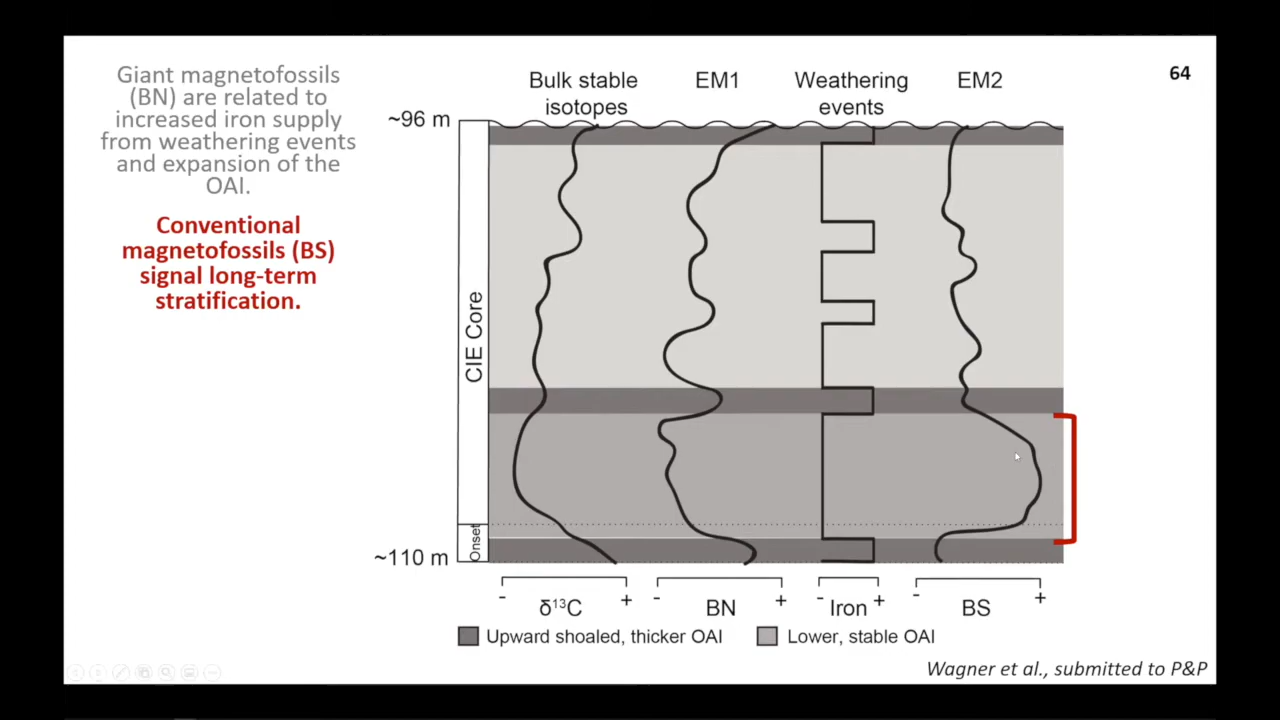 Giant magnetofossils
(BN) are related to
increased iron supply
from weathering events
and expansion of the
OAI.
Conventional
magnetofossils (BS)
signal long-term
stratification.
64
Bulk stable
isotopes
EM1
Weathering
events
EM2
~96 m
CIE Core
Onset
~110 m
- δ¹³C +
- BN +
- Iron +
- BS +
Upward shoaled, thicker OAI
Lower, stable OAI
Wagner et al., submitted to P&P